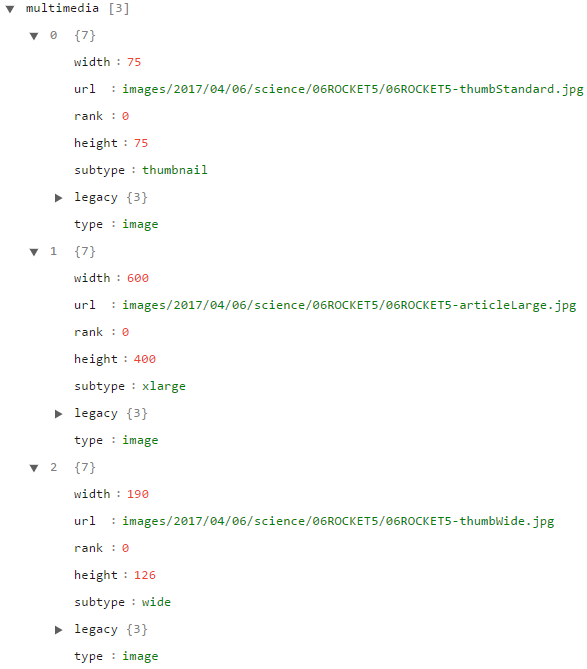 multimedia [3]
0 {7}
width : 75
url : images/2017/04/06/science/06ROCKET5/06ROCKET5-thumbStandard.jpg
rank : 0
height : 75
subtype : thumbnail
legacy {3}
type : image
1 {7}
width : 600
url : images/2017/04/06/science/06ROCKET5/06ROCKET5-articleLarge.jpg
rank : 0
height : 400
subtype : xlarge
legacy {3}
type : image
2 {7}
width : 190
url : images/2017/04/06/science/06ROCKET5/06ROCKET5-thumbWide.jpg
rank : 0
height : 126
subtype : wide
legacy {3}
type : image